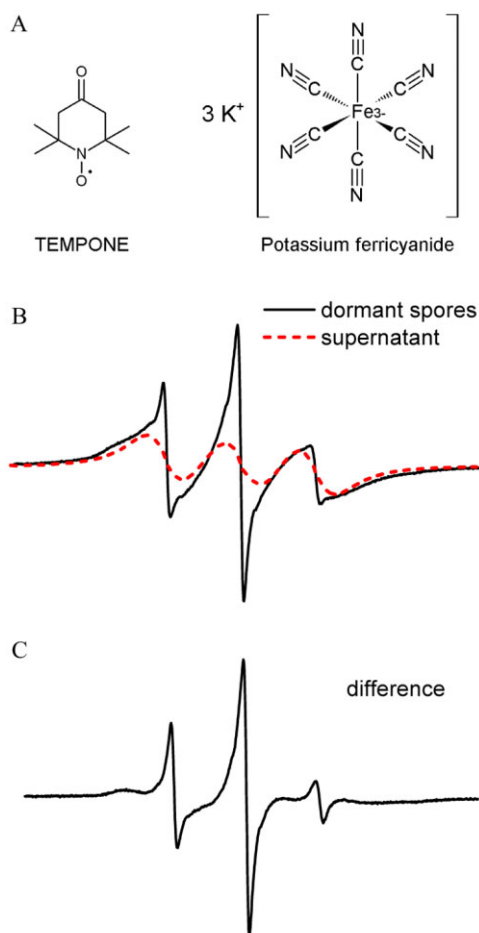 A
O
N
O
•
TEMPONE
3 K⁺
N
C
N
C
C
N
Fe3-
N
C
C
N
C
N
Potassium ferricyanide
B
dormant spores
supernatant
C
difference